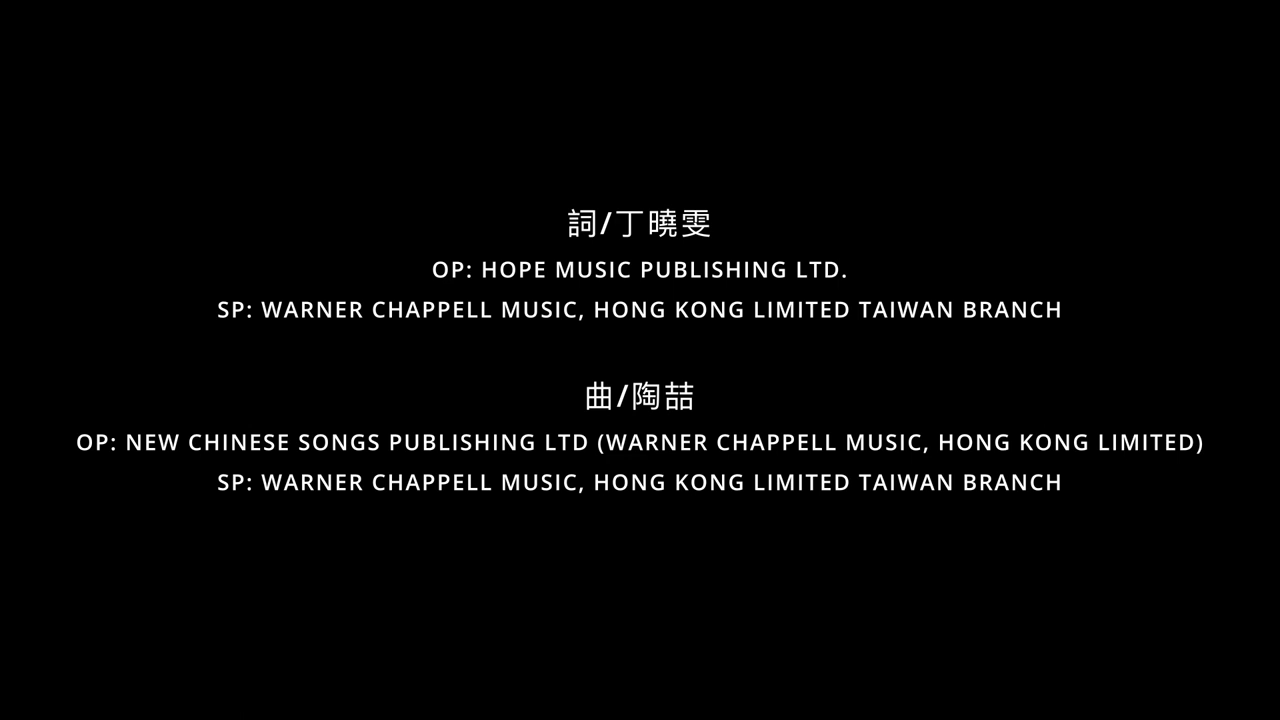 詞/丁曉雯
OP: HOPE MUSIC PUBLISHING LTD.
SP: WARNER CHAPPELL MUSIC, HONG KONG LIMITED TAIWAN BRANCH
曲/陶喆
OP: NEW CHINESE SONGS PUBLISHING LTD (WARNER CHAPPELL MUSIC, HONG KONG LIMITED)
SP: WARNER CHAPPELL MUSIC, HONG KONG LIMITED TAIWAN BRANCH